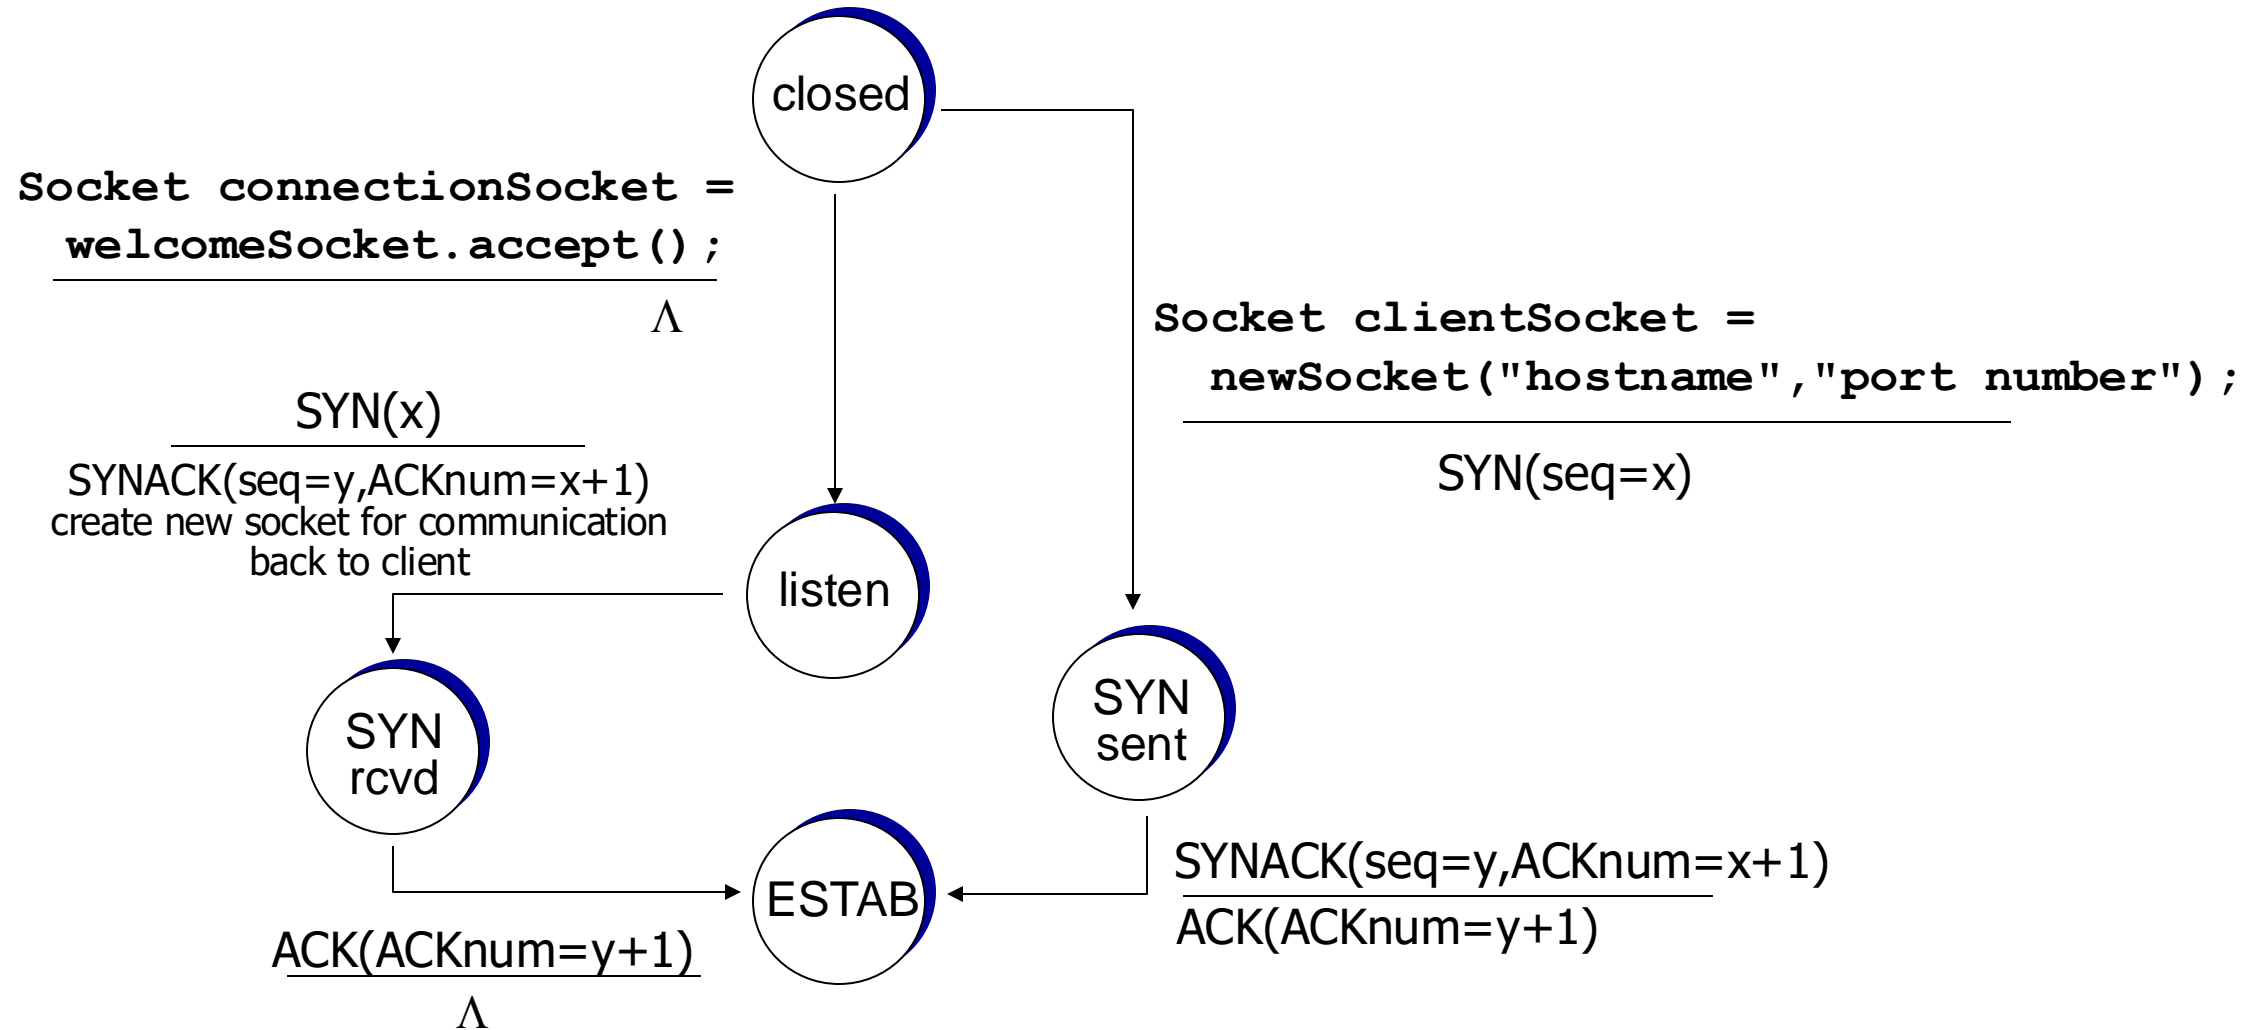 closed
Socket connectionSocket =
welcomeSocket.accept();
Λ
Socket clientSocket =
newSocket("hostname","port number");
SYN(seq=x)
SYN(x)
SYNACK(seq=y,ACKnum=x+1)
create new socket for communication
back to client
listen
SYN
rcvd
SYN
sent
ESTAB
SYNACK(seq=y,ACKnum=x+1)
ACK(ACKnum=y+1)
ACK(ACKnum=y+1)
Λ